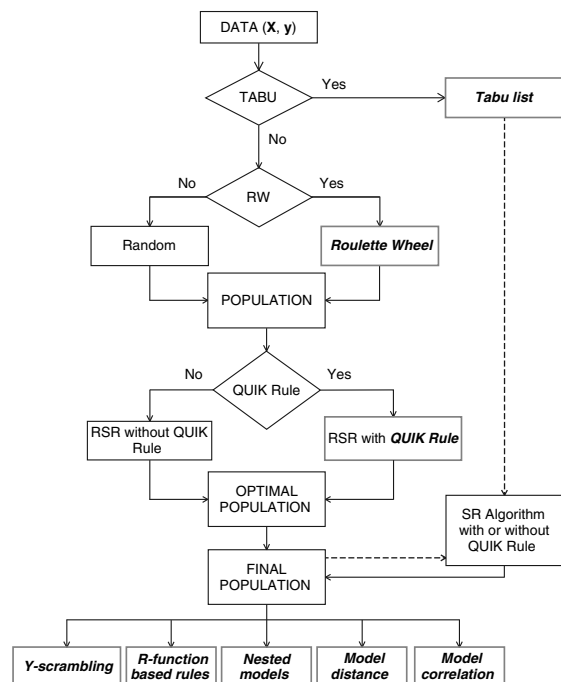 DATA (X, y)
TABU
Yes
Tabu list
No
No
RW
Yes
Random
Roulette Wheel
POPULATION
No
QUIK Rule
Yes
RSR without QUIK
Rule
RSR with QUIK Rule
OPTIMAL
POPULATION
SR Algorithm
with or without
QUIK Rule
FINAL
POPULATION
Y-scrambling
R-function
based rules
Nested
models
Model
distance
Model
correlation